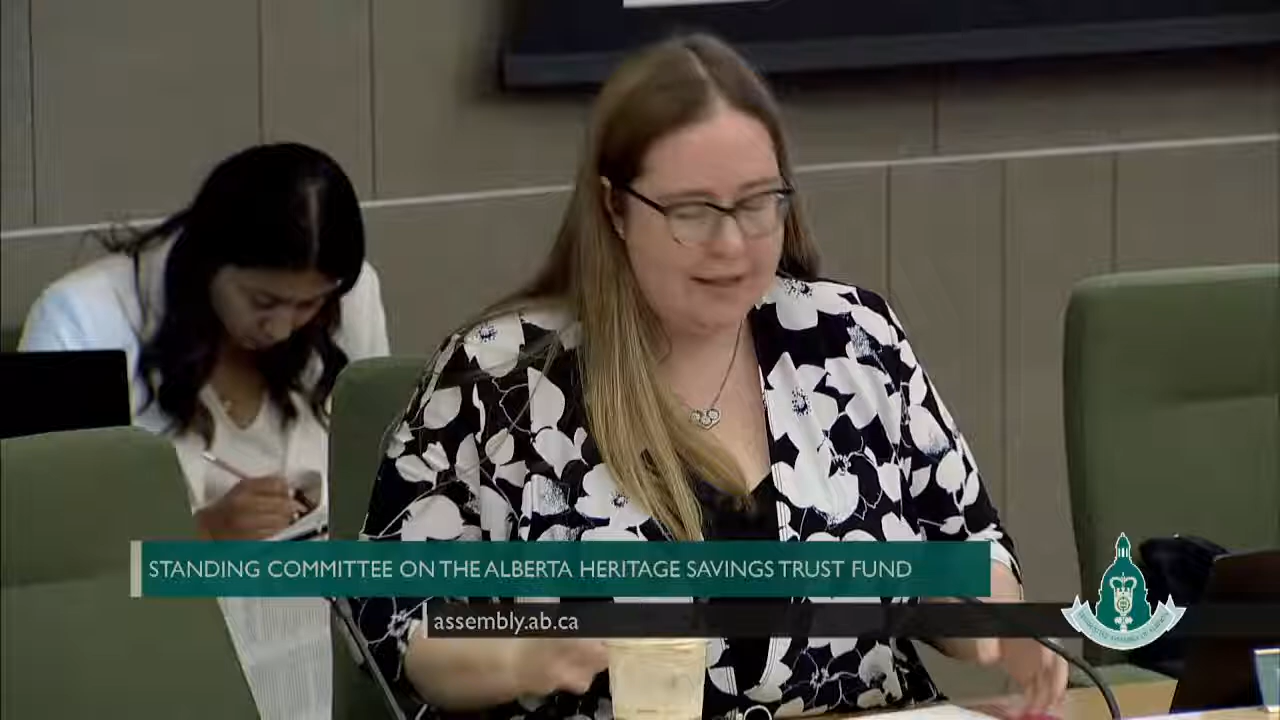 STANDING COMMITTEE ON THE ALBERTA HERITAGE SAVINGS TRUST FUND
assembly.ab.ca